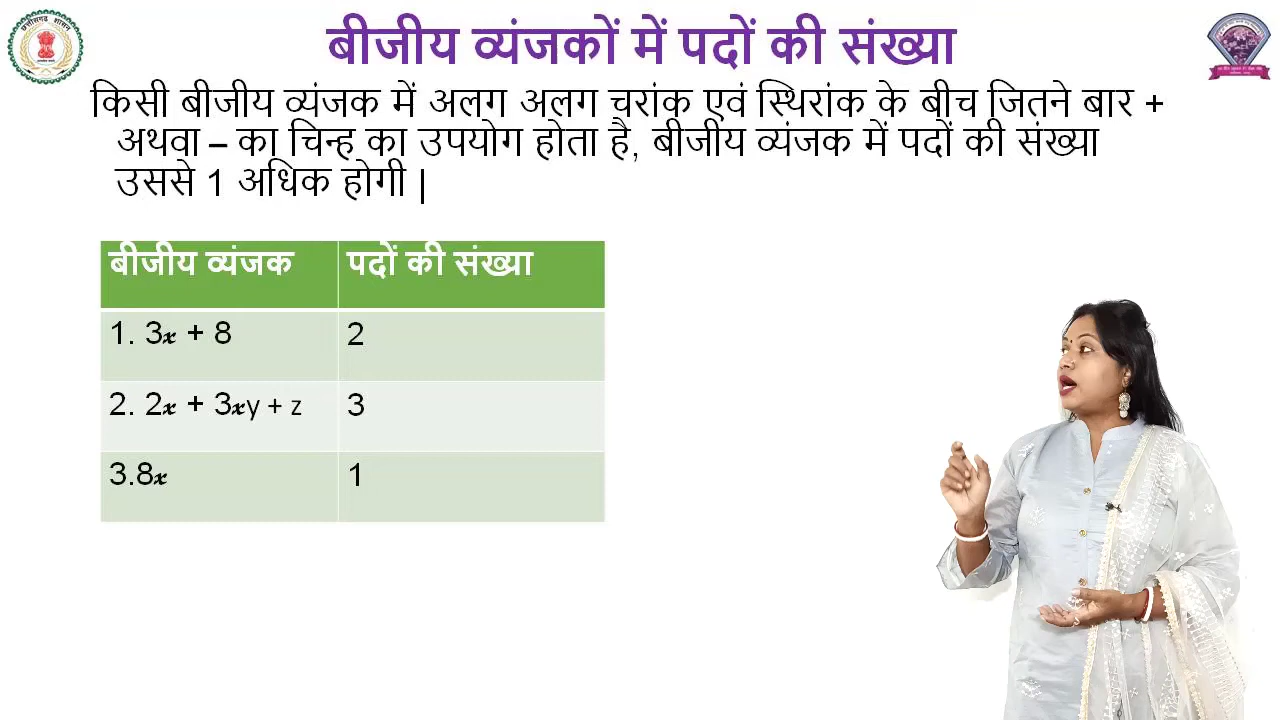 बीजीय व्यंजकों में पदों की संख्या
किसी बीजीय व्यंजक में अलग अलग चरांक एवं स्थिरांक के बीच जितने बार +
अथवा – का चिन्ह का उपयोग होता है, बीजीय व्यंजक में पदों की संख्या
उससे 1 अधिक होगी |
बीजीय व्यंजक पदों की संख्या
1. 3x + 8 2
2. 2x + 3xy + z 3
3.8x 1